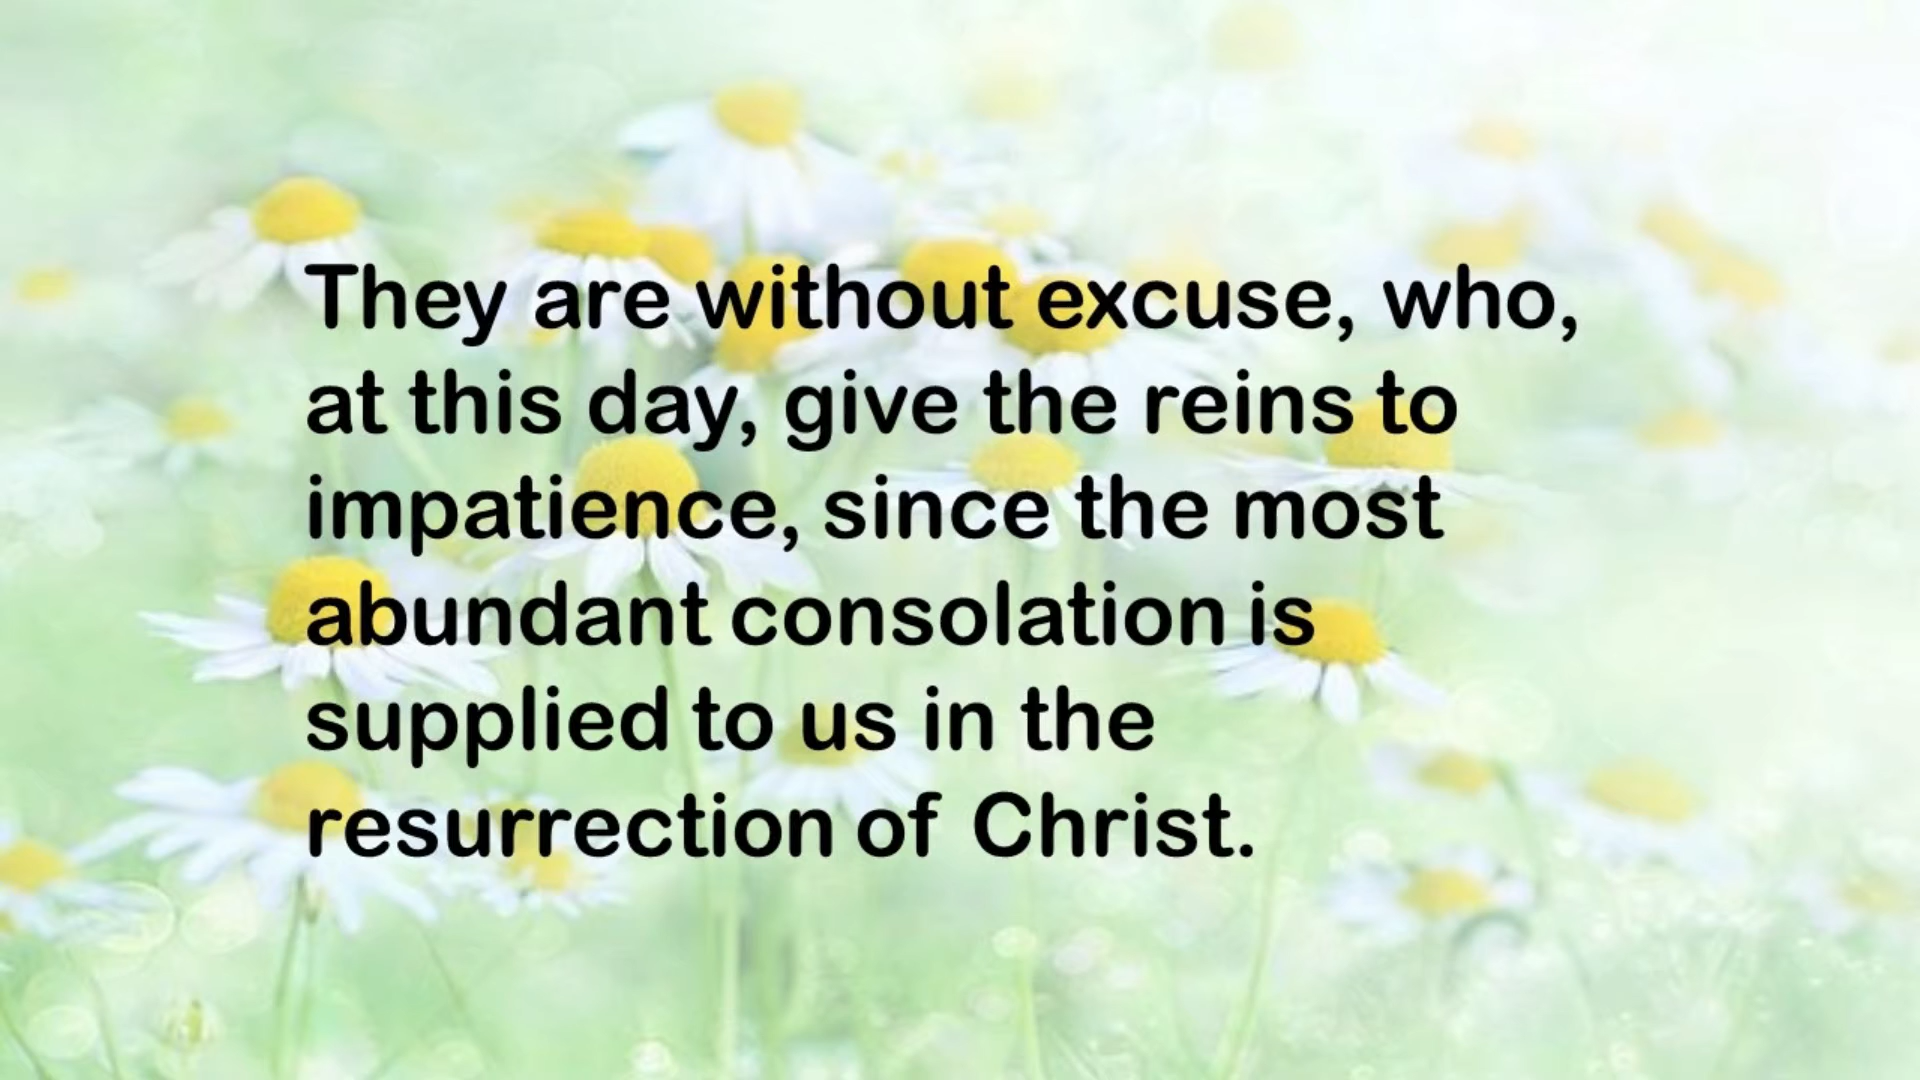 They are without excuse, who,
at this day, give the reins to
impatience, since the most
abundant consolation is
supplied to us in the
resurrection of Christ.